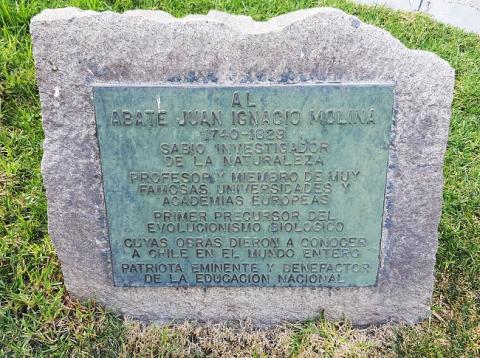 AL
ABATE JUAN IGNACIO MOLINA
1740-1829
SABIO INVESTIGADOR
DE LA NATURALEZA
PROFESOR Y MIEMBRO DE MUY
FAMOSAS UNIVERSIDADES Y
ACADEMIAS EUROPEAS
PRIMER PRECURSOR DEL
EVOLUCIONISMO BIOLOGICO
CUYAS OBRAS DIERON A CONOCER
A CHILE EN EL MUNDO ENTERO
PATRIOTA EMINENTE Y BENEFACTOR
DE LA EDUCACION NACIONAL